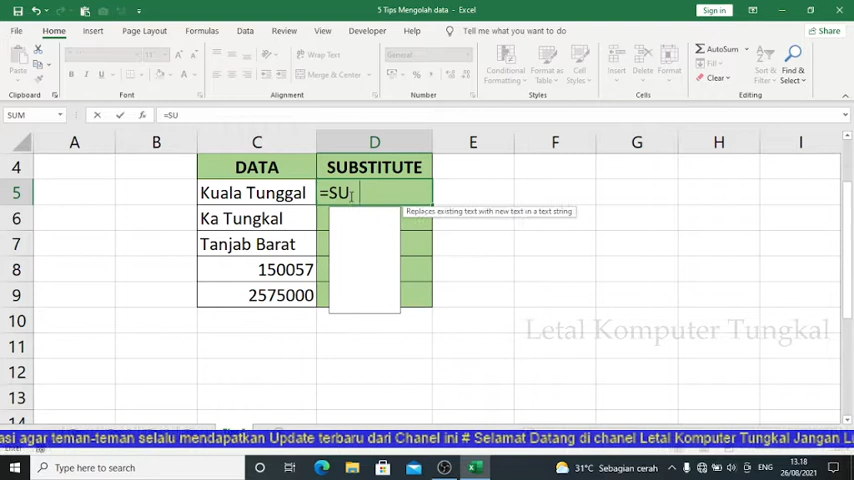 5 Tips Mengolah data - Excel
Sign in
File Home Insert Page Layout Formulas Data Review View Developer Help Power Pivot Tell me what you want to do Share
Paste
Wrap Text
General
Merge & Center
Conditional Formatting
Format as Table
Cell Styles
Insert
Delete
Format
AutoSum
Fill
Clear
Sort & Filter
Find & Select
Clipboard Font Alignment Number Styles Cells Editing
SUM =SU
A B C D E F G H I
4 DATA SUBSTITUTE
5 Kuala Tunggal =SU
Replaces existing text with new text in a text string
6 Ka Tungkal
7 Tanjab Barat
8 150057
9 2575000
10
Letal Komputer Tungkal
11
12
13
asi agar teman-teman selalu mendapatkan Update terbaru dari Chanel ini # Selamat Datang di chanel Letal Komputer Tungkal Jangan Lu
Type here to search
31°C Sebagian cerah
ENG
13.18
26/08/2021